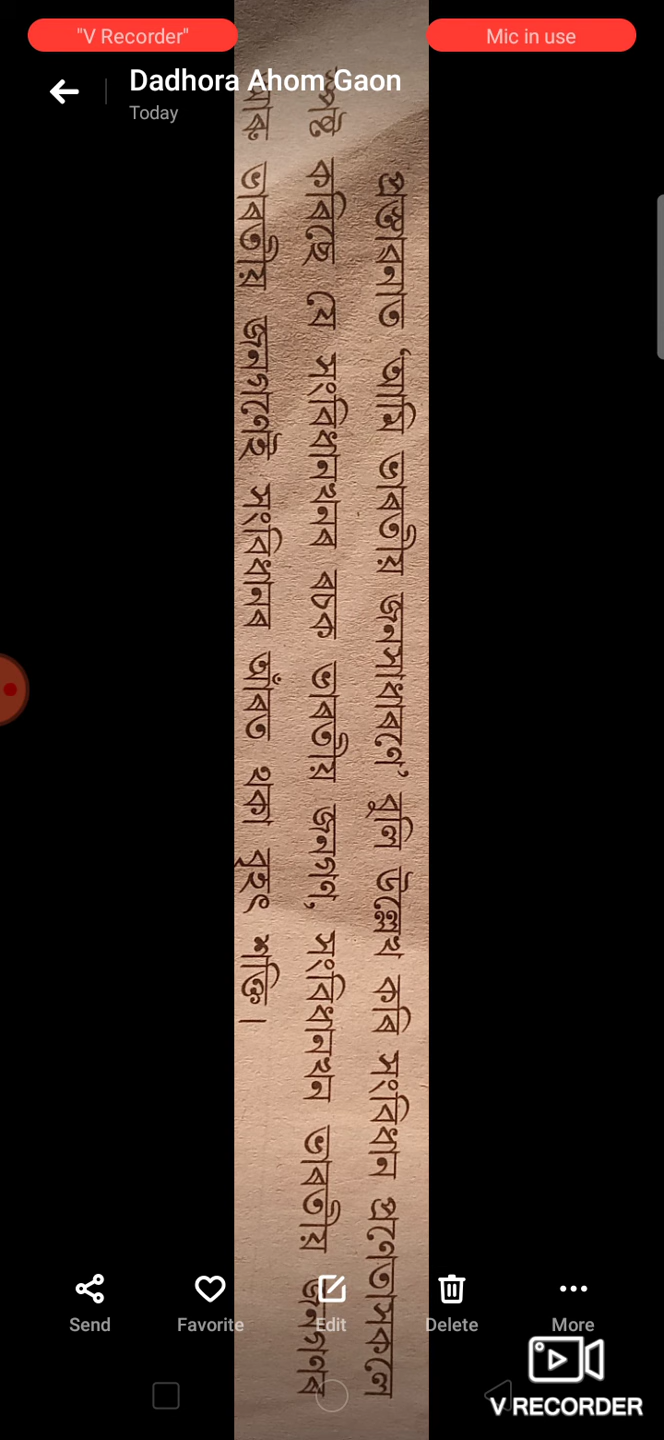 "V Recorder"
Mic in use
Dadhora Ahom Gaon
Today
প্ৰস্তাৱনাত ‘আমি ভাৰতীয় জনসাধাৰণে’ বুলি উল্লেখ কৰি সংবিধান প্ৰণেতাসকলে
স্পষ্ট কৰিছে যে সংবিধানখনৰ ৰচক ভাৰতীয় জনগণ, সংবিধানখন ভাৰতীয় জনগণৰ
আৰু ভাৰতীয় জনগণেই সংবিধানৰ আঁৰত থকা বৃহৎ শক্তি।
Send
Favorite
Edit
Delete
More
V RECORDER